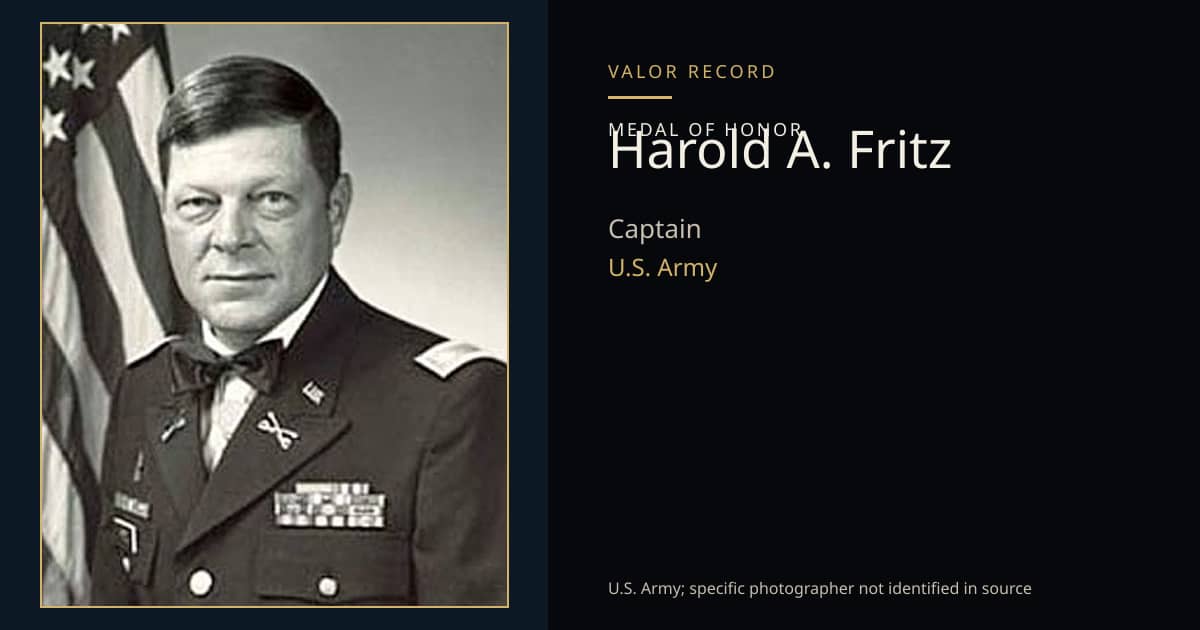 VALOR RECORD
MEDAL OF HONOR
Harold A. Fritz
Captain
U.S. Army
U.S. Army; specific photographer not identified in source